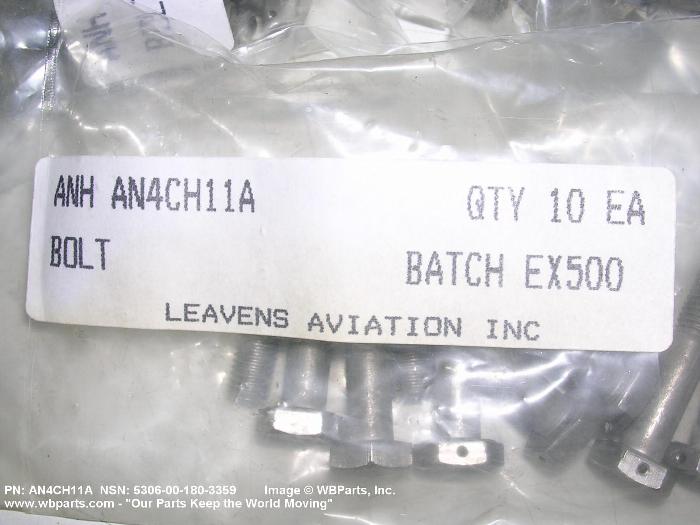 ANH AN4CH11A QTY 10 EA
BOLT BATCH EX500
LEAVENS AVIATION INC
PN: AN4CH11A NSN: 5306-00-180-3359 Image © WBParts, Inc.
www.wbparts.com - "Our Parts Keep the World Moving"